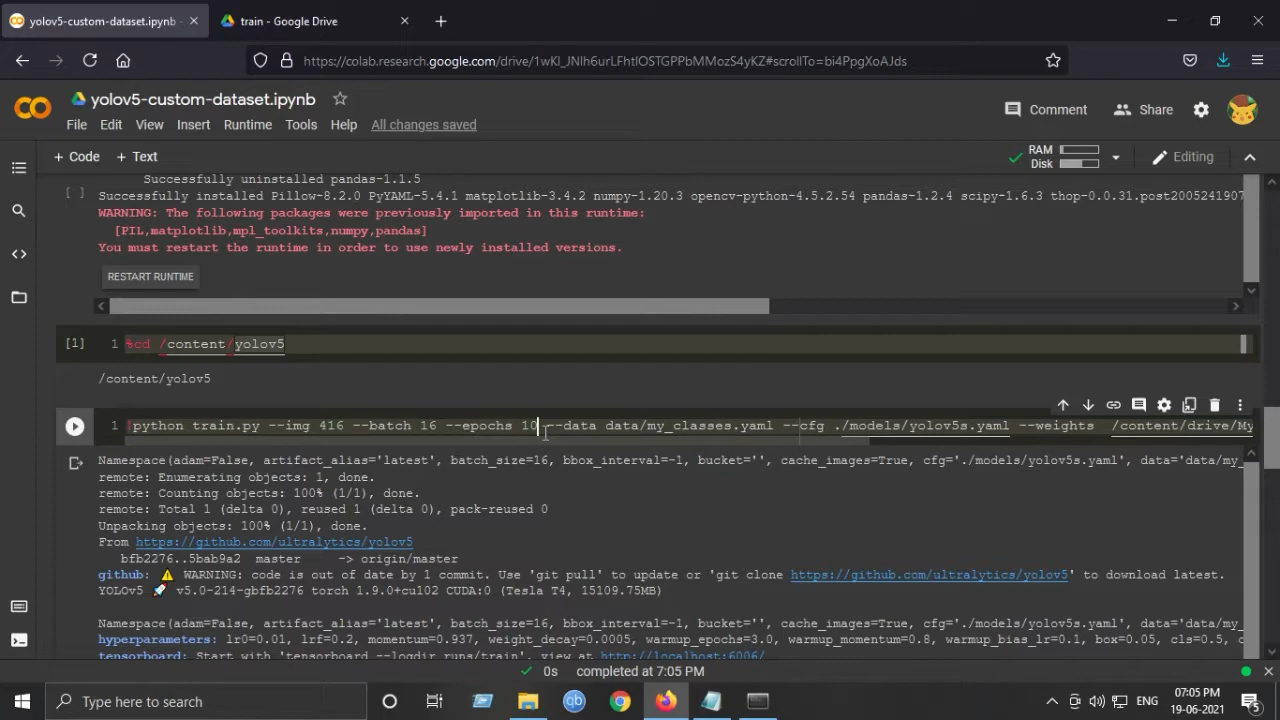 yolov5-custom-dataset.ipynb
train - Google Drive
https://colab.research.google.com/drive/1wKl_JNlh6urLFhtlOSTGPPbMMozS4yKZ#scrollTo=bi4PpgXoAJds
yolov5-custom-dataset.ipynb
Comment
Share
File Edit View Insert Runtime Tools Help All changes saved
+ Code + Text
RAM
Disk
Editing
Successfully uninstalled pandas-1.1.5
[ ] Successfully installed Pillow-8.2.0 PyYAML-5.4.1 matplotlib-3.4.2 numpy-1.20.3 opencv-python-4.5.2.54 pandas-1.2.4 scipy-1.6.3 thop-0.0.31.post2005241907
WARNING: The following packages were previously imported in this runtime:
[PIL,matplotlib,mpl_toolkits,numpy,pandas]
You must restart the runtime in order to use newly installed versions.
RESTART RUNTIME
[1] 1 %cd /content/yolov5
/content/yolov5
1 !python train.py --img 416 --batch 16 --epochs 10 --data data/my_classes.yaml --cfg ./models/yolov5s.yaml --weights /content/drive/My
Namespace(adam=False, artifact_alias='latest', batch_size=16, bbox_interval=-1, bucket='', cache_images=True, cfg='./models/yolov5s.yaml', data='data/my_
remote: Enumerating objects: 1, done.
remote: Counting objects: 100% (1/1), done.
remote: Total 1 (delta 0), reused 1 (delta 0), pack-reused 0
Unpacking objects: 100% (1/1), done.
From https://github.com/ultralytics/yolov5
bfb2276..5bab9a2 master -> origin/master
github: ⚠️ WARNING: code is out of date by 1 commit. Use 'git pull' to update or 'git clone https://github.com/ultralytics/yolov5' to download latest.
YOLOv5 🚀 v5.0-214-gbfb2276 torch 1.9.0+cu102 CUDA:0 (Tesla T4, 15109.75MB)
Namespace(adam=False, artifact_alias='latest', batch_size=16, bbox_interval=-1, bucket='', cache_images=True, cfg='./models/yolov5s.yaml', data='data/my_
hyperparameters: lr0=0.01, lrf=0.2, momentum=0.937, weight_decay=0.0005, warmup_epochs=3.0, warmup_momentum=0.8, warmup_bias_lr=0.1, box=0.05, cls=0.5, c
tensorboard: Start with 'tensorboard --logdir runs/train', view at http://localhost:6006/
0s completed at 7:05 PM
Type here to search
ENG
07:05 PM
19-06-2021
5